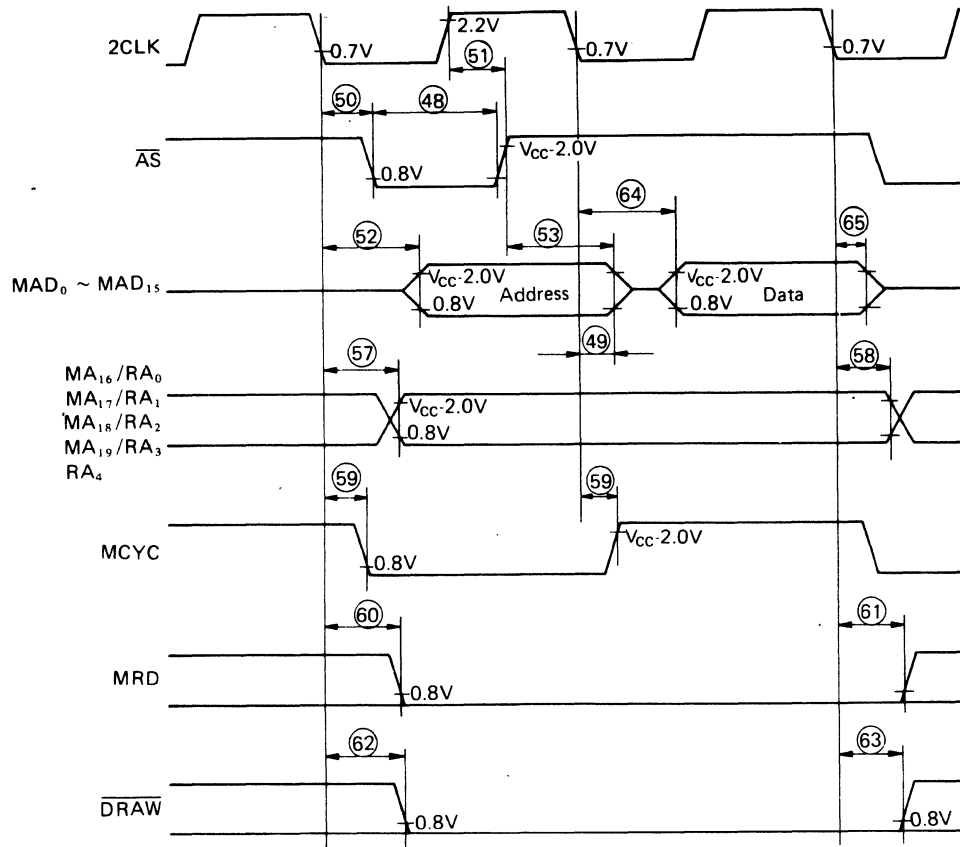 2CLK 0.7V 2.2V 0.7V 0.7V
51
50 48
AS 0.8V Vcc-2.0V
64
52 53 65
MAD₀ ~ MAD₁₅ Vcc-2.0V Address 0.8V Vcc-2.0V Data 0.8V
49
57 58
MA₁₆/RA₀
MA₁₇/RA₁ Vcc-2.0V
MA₁₈/RA₂ 0.8V
MA₁₉/RA₃
RA₄
59 59
MCYC 0.8V Vcc-2.0V
60 61
MRD 0.8V
62 63
DRAW 0.8V 0.8V